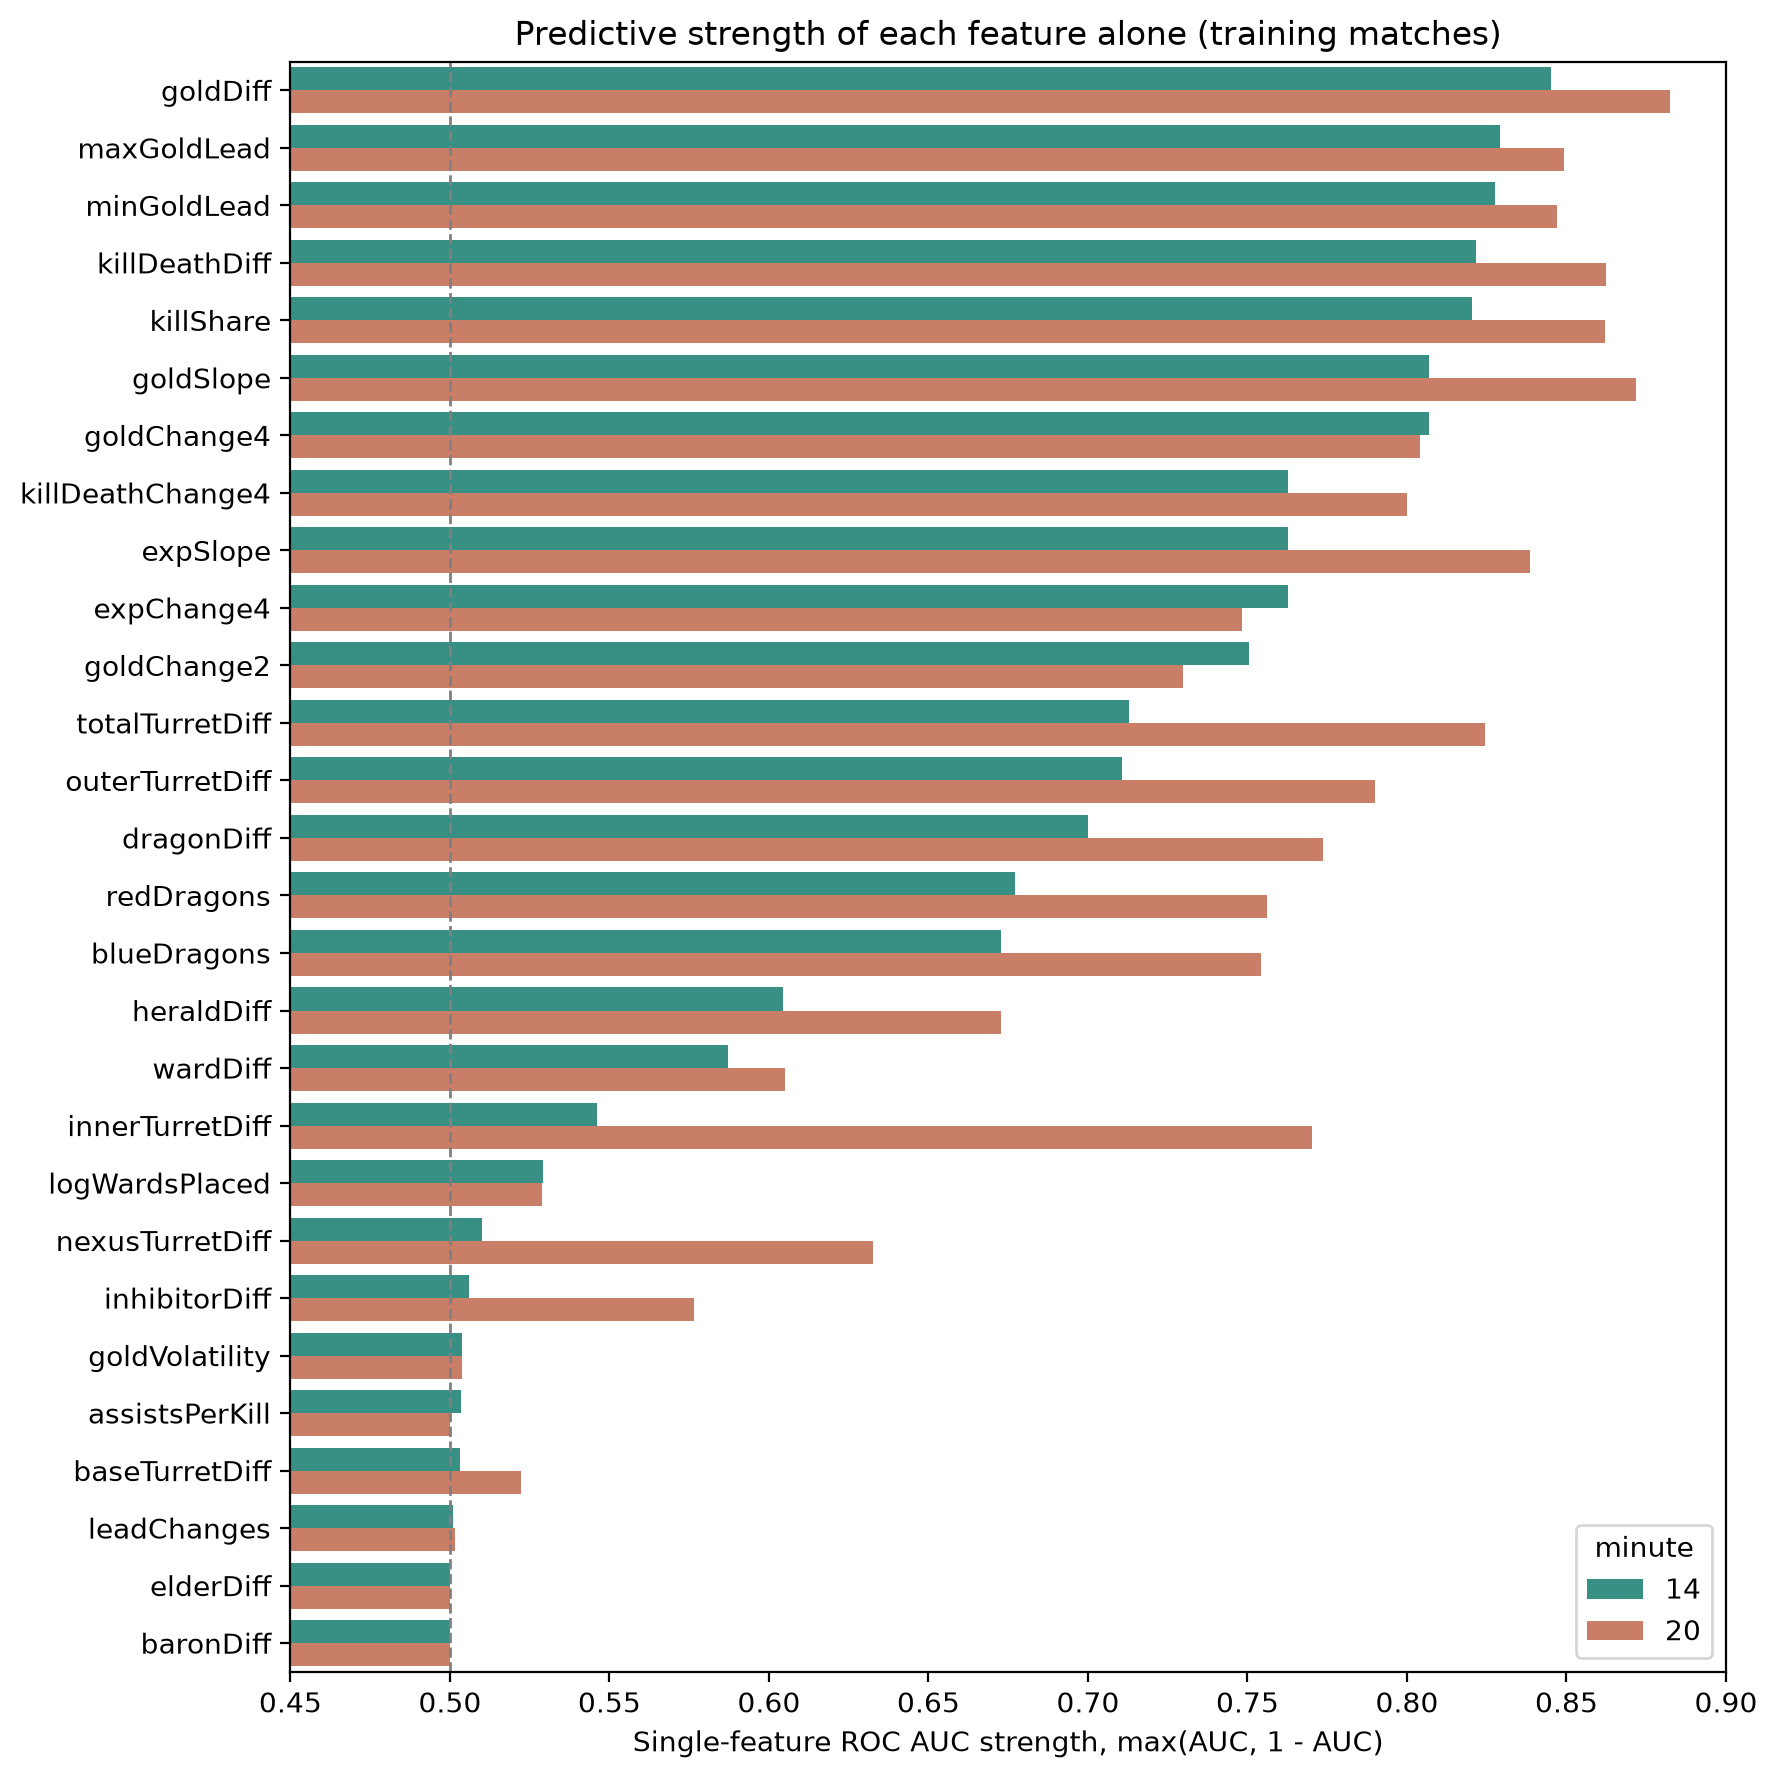 Predictive strength of each feature alone (training matches)
goldDiff
maxGoldLead
minGoldLead
killDeathDiff
killShare
goldSlope
goldChange4
killDeathChange4
expSlope
expChange4
goldChange2
totalTurretDiff
outerTurretDiff
dragonDiff
redDragons
blueDragons
heraldDiff
wardDiff
innerTurretDiff
logWardsPlaced
nexusTurretDiff
inhibitorDiff
goldVolatility
assistsPerKill
baseTurretDiff
leadChanges
elderDiff
baronDiff
minute
14
20
0.45 0.50 0.55 0.60 0.65 0.70 0.75 0.80 0.85 0.90
Single-feature ROC AUC strength, max(AUC, 1 - AUC)